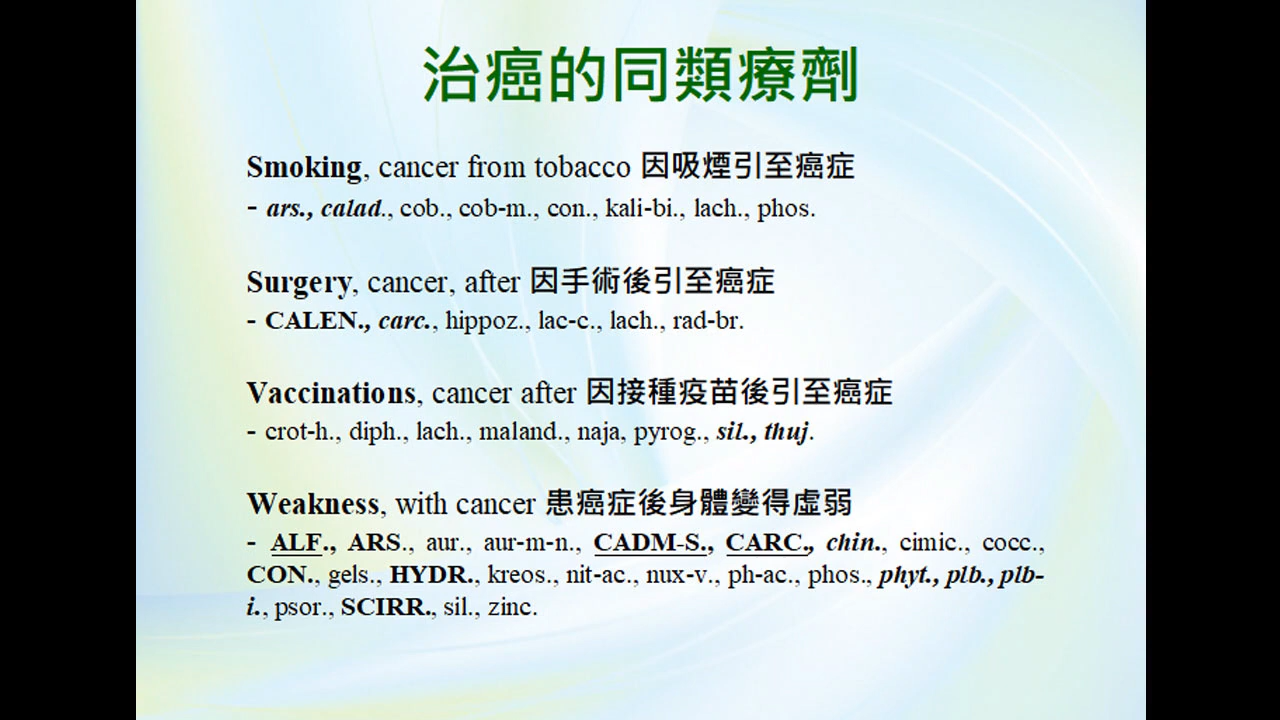 治癌的同類療劑
Smoking, cancer from tobacco 因吸煙引至癌症
- ars., calad., cob., cob-m., con., kali-bi., lach., phos.
Surgery, cancer, after 因手術後引至癌症
- CALEN., carc., hippoz., lac-c., lach., rad-br.
Vaccinations, cancer after 因接種疫苗後引至癌症
- crot-h., diph., lach., maland., naja, pyrog., sil., thuj.
Weakness, with cancer 患癌症後身體變得虛弱
- ALF., ARS., aur., aur-m-n., CADM-S., CARC., chin., cimic., cocc.,
CON., gels., HYDR., kreos., nit-ac., nux-v., ph-ac., phos., phyt., plb., plb-
i., psor., SCIRR., sil., zinc.